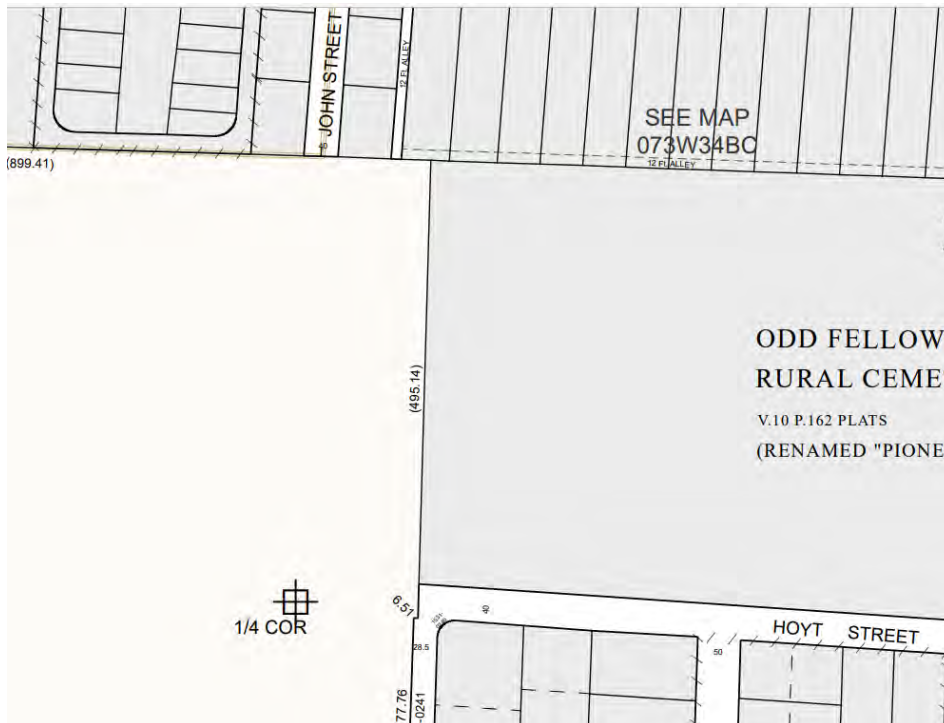 JOHN STREET
12 FT. ALLEY
SEE MAP
073W34BC
12 FT. ALLEY
(899.41)
ODD FELLOW
RURAL CEME
V.10 P.162 PLATS
(RENAMED "PIONE
(495.14)
1/4 COR
6.51
40
HOYT STREET
28.5
50
77.76
-0241